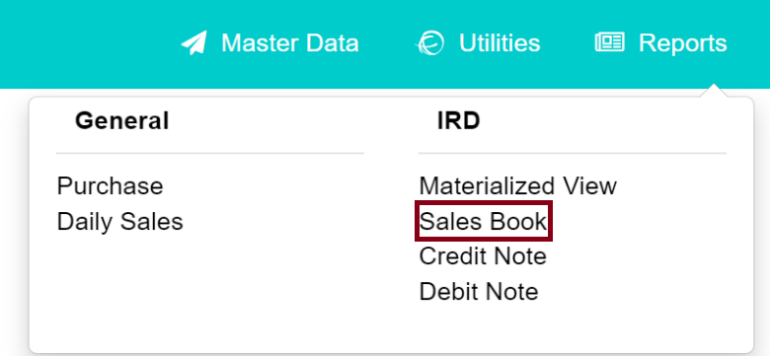 Master Data Utilities Reports
General
Purchase
Daily Sales
IRD
Materialized View
Sales Book
Credit Note
Debit Note